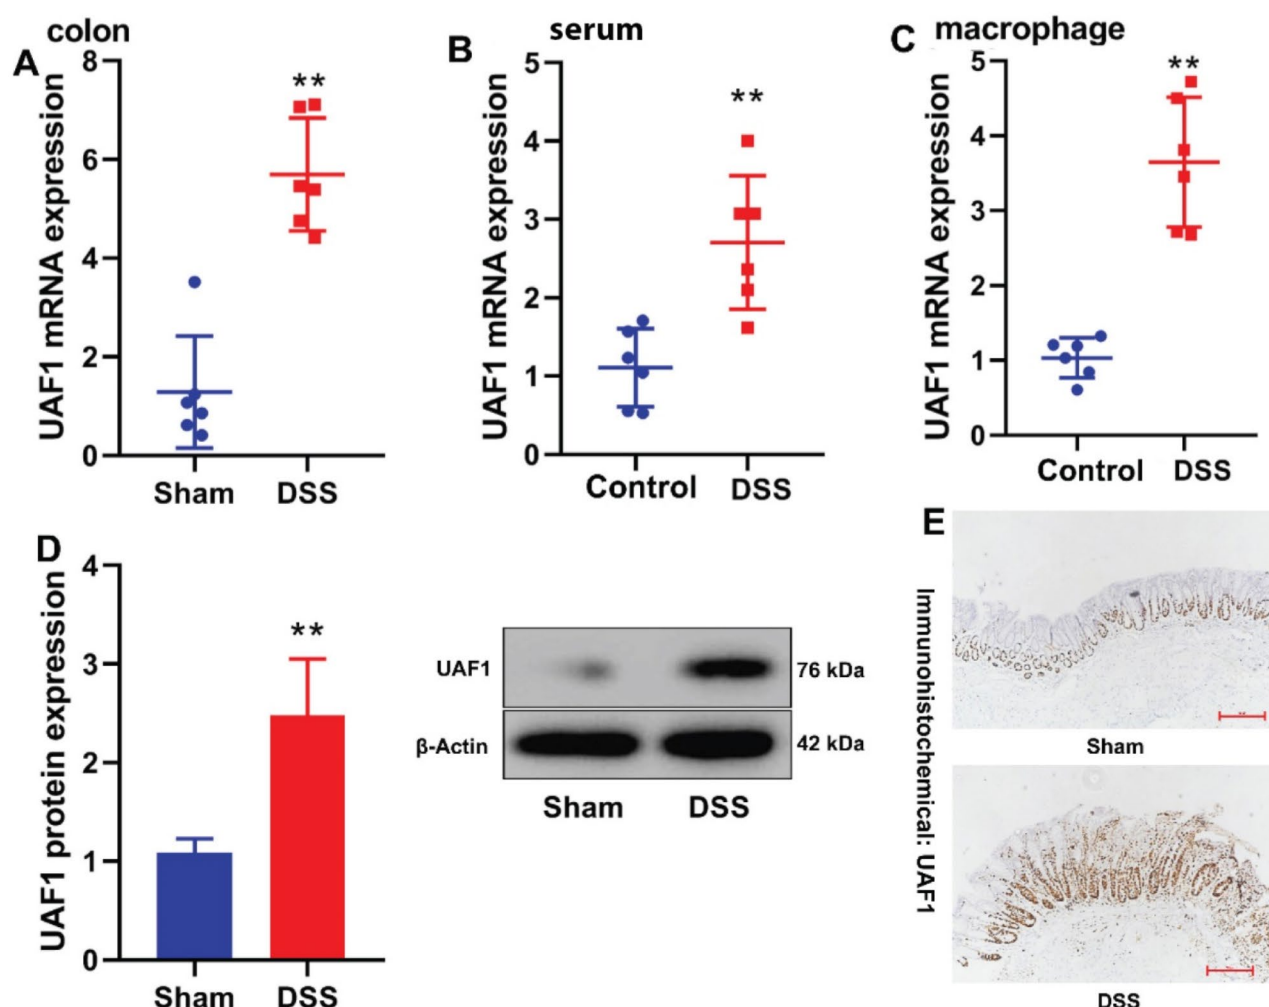 colon
A
UAF1 mRNA expression
8
6
4
2
0
**
Sham
DSS
serum
B
UAF1 mRNA expression
5
4
3
2
1
0
**
Control
DSS
macrophage
C
UAF1 mRNA expression
5
4
3
2
1
0
**
Control
DSS
D
UAF1 protein expression
4
3
2
1
0
**
Sham
DSS
UAF1
76 kDa
β-Actin
42 kDa
Sham
DSS
E
Immunohistochemical: UAF1
Sham
DSS